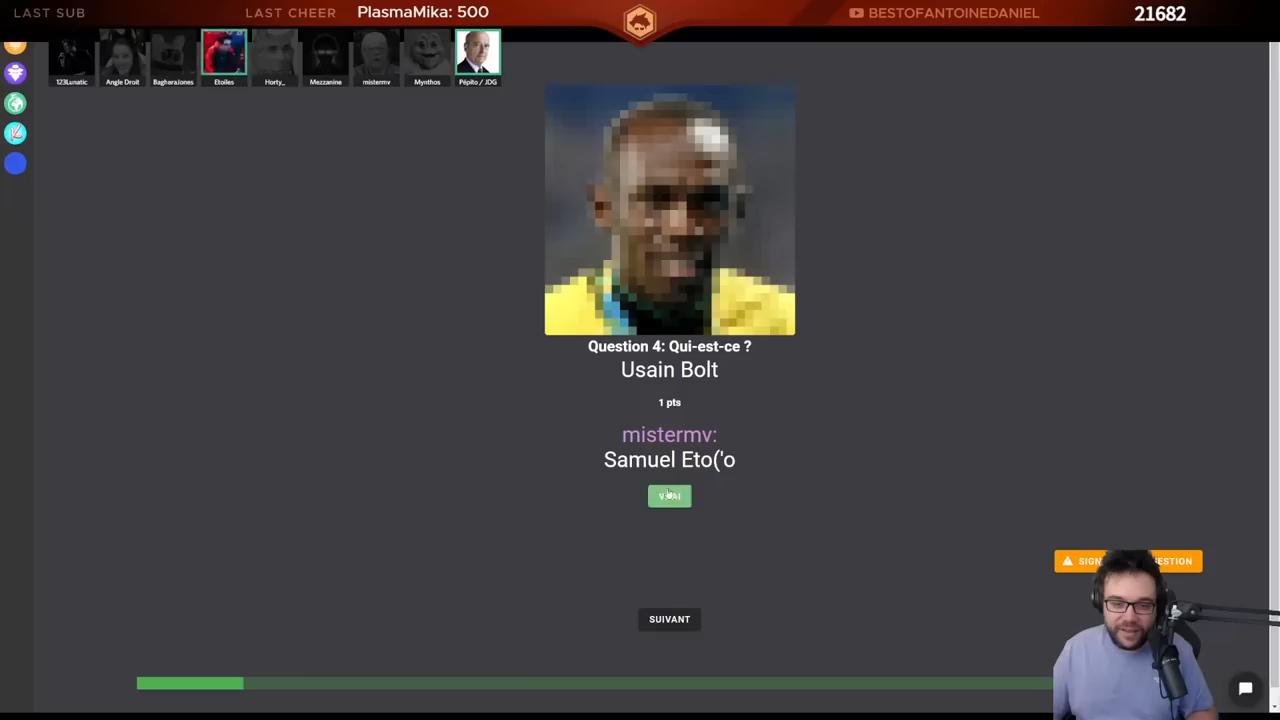 LAST SUB
LAST CHEER
PlasmaMika: 500
BESTOFANTOINEDANIEL
21682
123Lunatic
Angle Droit
BagheraJones
Etoiles
Horty_
Mezzanine
mistermv
Mynthos
Pépito / JDG
Question 4: Qui-est-ce ?
Usain Bolt
1 pts
mistermv:
Samuel Eto('o
SUIVANT